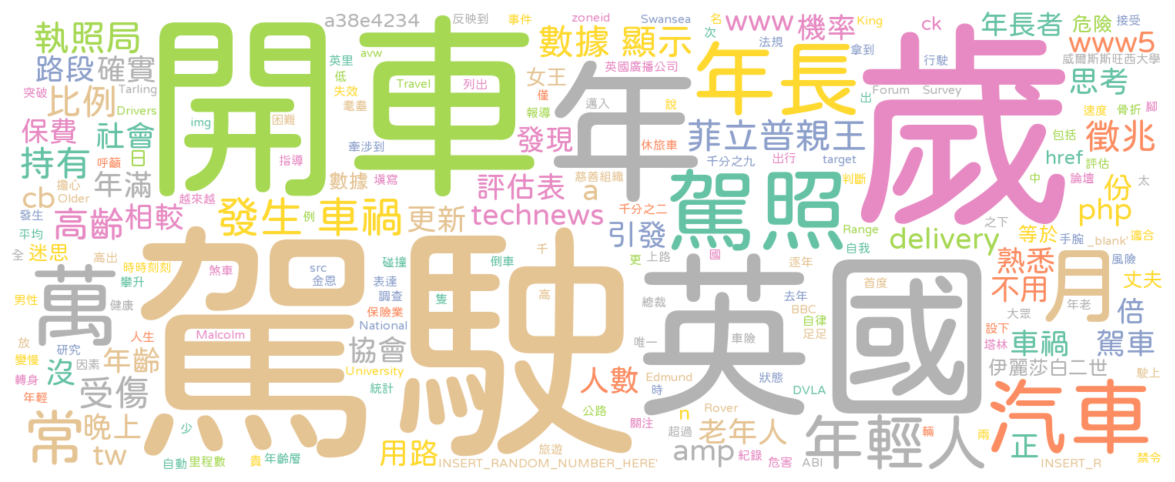 a38e4234 反映到 事件 zoneid Swansea 名 King 接受
執照局 開車 數據 顯示 www 機率 ck 年長者 危險 www5
路段 確實 英里 avw 次 法規 拿到 行駛 威爾斯斯旺西大學
低 女王 英國廣播公司 年長 歲 思考
突破 Tarling 比例 失效 Travel 列出 僅 年 邁入 說 Forum Survey 速度 骨折 腳
Drivers img 困難 耄耋 報導 發現 休旅車 菲立普親王 包括 徵兆
保費 社會 呼籲 指導 牽涉到 千分之九 出行 target href 評估
持有 日 年滿 數據 填寫 評估表 慈善組織 駕照 判斷 中 論壇 太
cb 擔心 越來越 a 千分之二 份 php
高齡 相較 Older 發生 車禍 更新 technews 引發 delivery Range 之下
發生 例 平均 千 更 上路 自我 等於 手腕 _blank' 適合
全 迷思 高出 時時刻刻 src 煞車 碰撞 倒車 國 逐年 熟悉 風險
萬 攀升 金恩 表達 駕駛 英國 首度 月 不用 年老 丈夫
男性 健康 調查 隻 高 總裁 去年 BBC 自律 大眾 倍
放 研究 人生 Malcolm 保險業 National 唯一 車險 足足 設下
變慢 因素 年齡 沒 University 協會 人數 Edmund 時 狀態 DVLA 塔林 車禍 駕車
轉身 年輕 受傷 統計 公路 Rover 伊麗莎白二世 駛上
常 晚上 少 用路 關注 n 超過 老年人 年輕人 出 輛 正 汽車 兩
tw 自動 里程數 貴 年齡層 旅遊 INSERT_RANDOM_NUMBER_HERE' amp 紀錄 危害 ABI INSERT_R 禁令